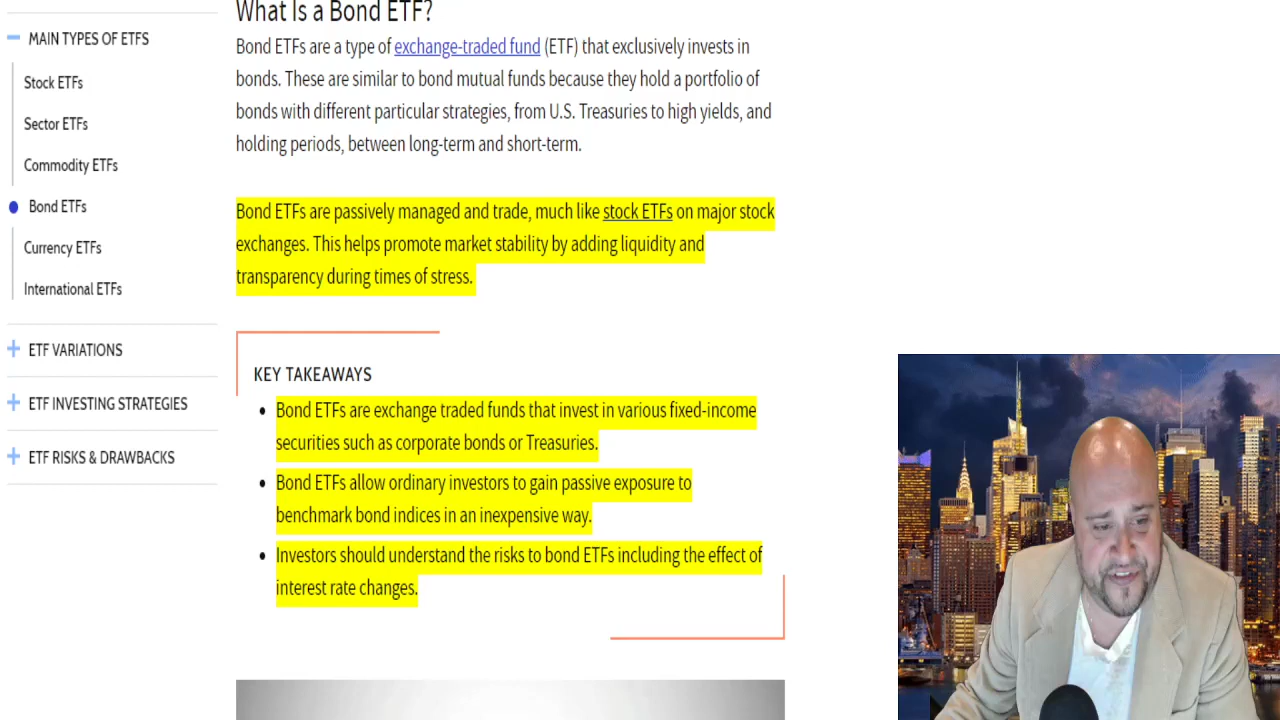 What Is a Bond ETF?
MAIN TYPES OF ETFS
Stock ETFs
Sector ETFs
Commodity ETFs
Bond ETFs
Currency ETFs
International ETFs
ETF VARIATIONS
ETF INVESTING STRATEGIES
ETF RISKS & DRAWBACKS
Bond ETFs are a type of exchange-traded fund (ETF) that exclusively invests in
bonds. These are similar to bond mutual funds because they hold a portfolio of
bonds with different particular strategies, from U.S. Treasuries to high yields, and
holding periods, between long-term and short-term.
Bond ETFs are passively managed and trade, much like stock ETFs on major stock
exchanges. This helps promote market stability by adding liquidity and
transparency during times of stress.
KEY TAKEAWAYS
Bond ETFs are exchange traded funds that invest in various fixed-income
securities such as corporate bonds or Treasuries.
Bond ETFs allow ordinary investors to gain passive exposure to
benchmark bond indices in an inexpensive way.
Investors should understand the risks to bond ETFs including the effect of
interest rate changes.